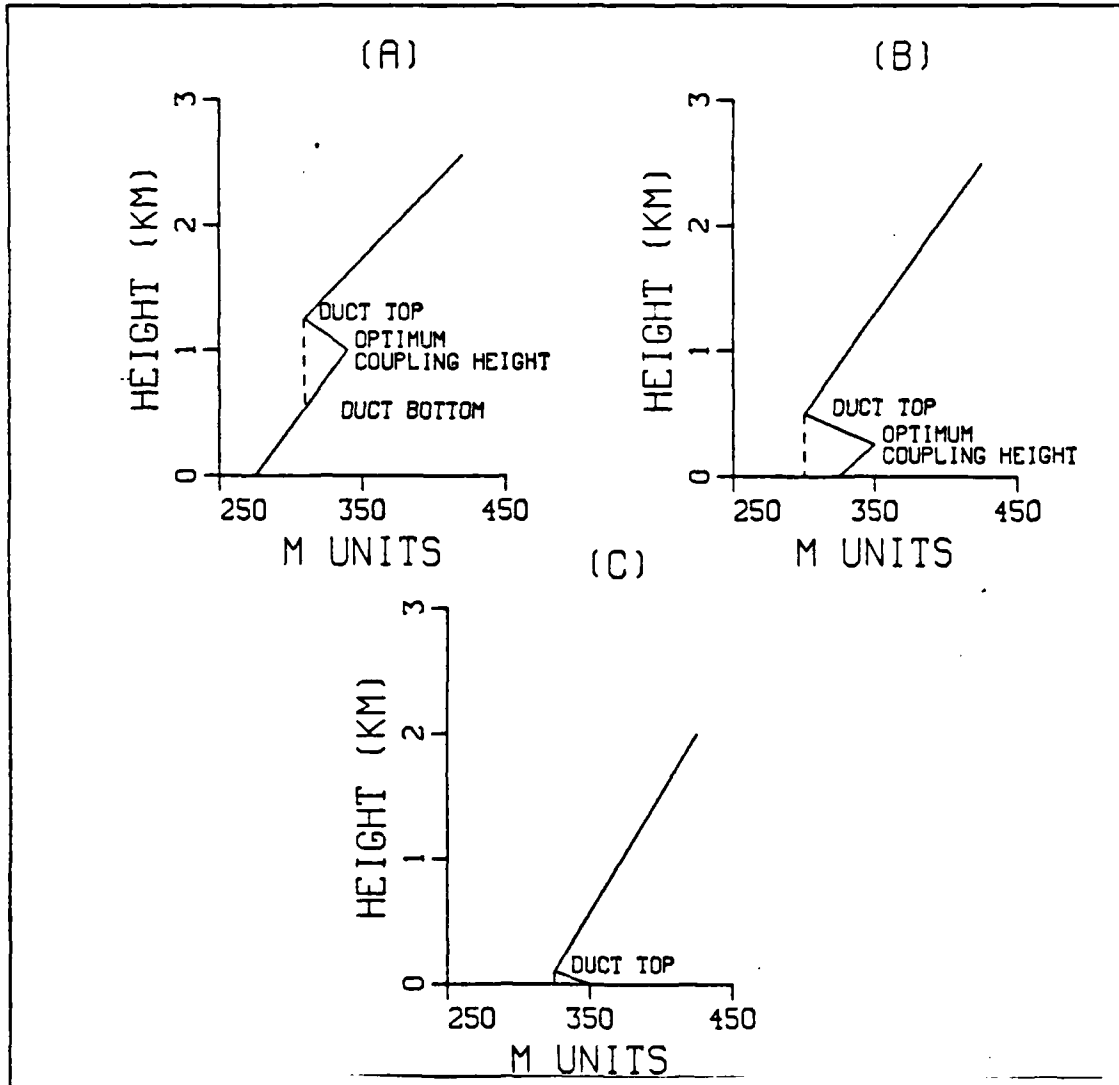 (A)
HEIGHT (KM)
3
2
1
0
DUCT TOP
OPTIMUM
COUPLING HEIGHT
DUCT BOTTOM
250 350 450
M UNITS
(B)
HEIGHT (KM)
3
2
1
0
DUCT TOP
OPTIMUM
COUPLING HEIGHT
250 350 450
M UNITS
(C)
HEIGHT (KM)
3
2
1
0
DUCT TOP
250 350 450
M UNITS